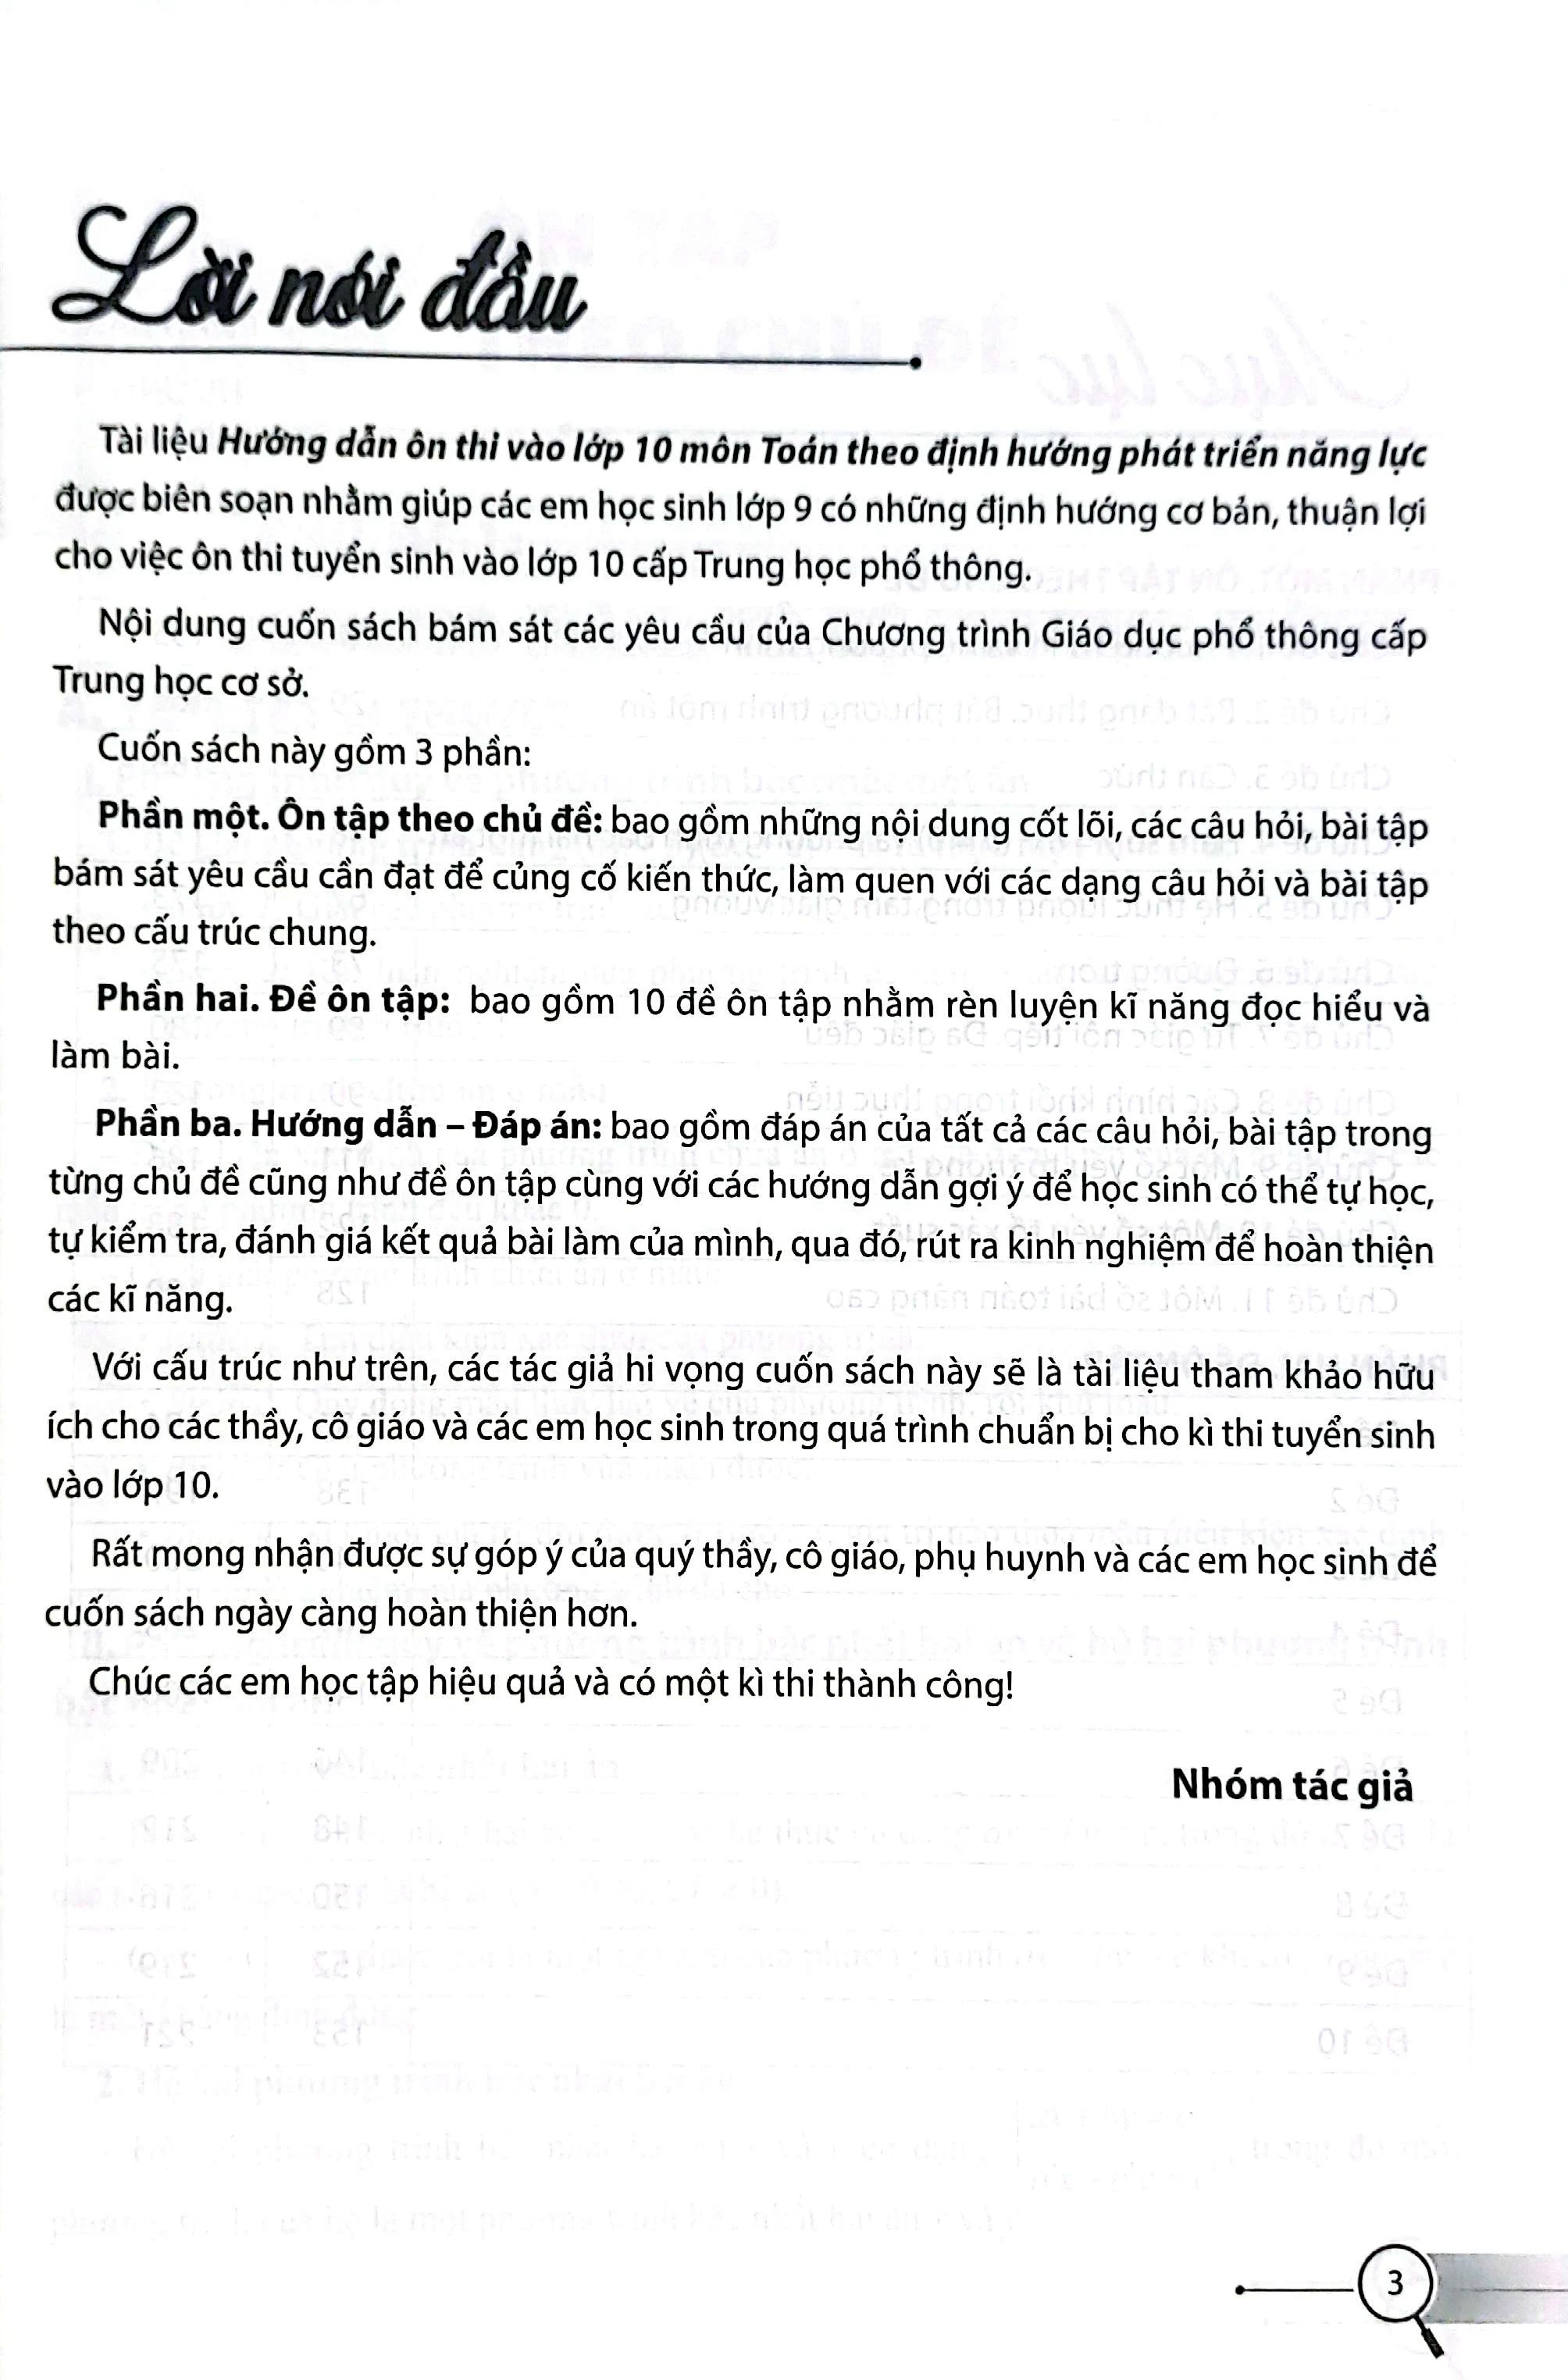 Lời nói đầu
Tài liệu Hướng dẫn ôn thi vào lớp 10 môn Toán theo định hướng phát triển năng lực
được biên soạn nhằm giúp các em học sinh lớp 9 có những định hướng cơ bản, thuận lợi
cho việc ôn thi tuyển sinh vào lớp 10 cấp Trung học phổ thông.
Nội dung cuốn sách bám sát các yêu cầu của Chương trình Giáo dục phổ thông cấp
Trung học cơ sở.
Cuốn sách này gồm 3 phần:
Phần một. Ôn tập theo chủ đề: bao gồm những nội dung cốt lõi, các câu hỏi, bài tập
bám sát yêu cầu cần đạt để củng cố kiến thức, làm quen với các dạng câu hỏi và bài tập
theo cấu trúc chung.
Phần hai. Đề ôn tập: bao gồm 10 đề ôn tập nhằm rèn luyện kĩ năng đọc hiểu và
làm bài.
Phần ba. Hướng dẫn – Đáp án: bao gồm đáp án của tất cả các câu hỏi, bài tập trong
từng chủ đề cũng như đề ôn tập cùng với các hướng dẫn gợi ý để học sinh có thể tự học,
tự kiểm tra, đánh giá kết quả bài làm của mình, qua đó, rút ra kinh nghiệm để hoàn thiện
các kĩ năng.
Với cấu trúc như trên, các tác giả hi vọng cuốn sách này sẽ là tài liệu tham khảo hữu
ích cho các thầy, cô giáo và các em học sinh trong quá trình chuẩn bị cho kì thi tuyển sinh
vào lớp 10.
Rất mong nhận được sự góp ý của quý thầy, cô giáo, phụ huynh và các em học sinh để
cuốn sách ngày càng hoàn thiện hơn.
Chúc các em học tập hiệu quả và có một kì thi thành công!
Nhóm tác giả
3